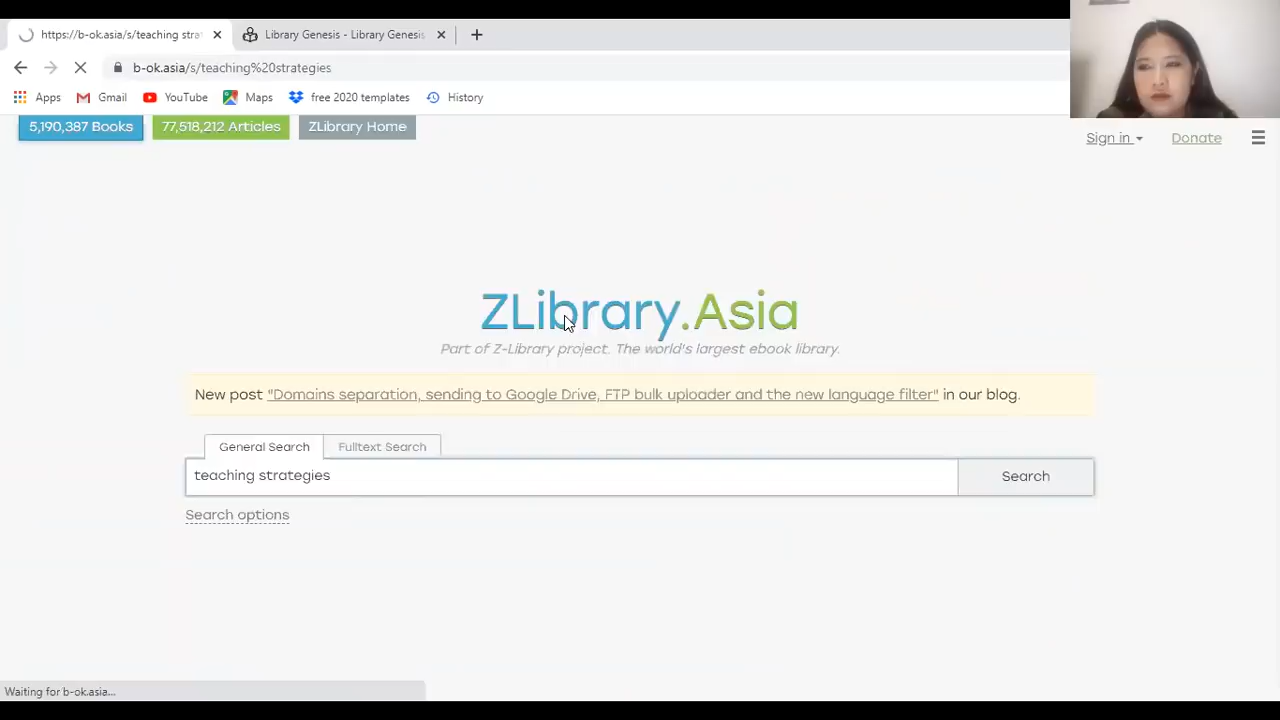 https://b-ok.asia/s/teaching stra
Library Genesis - Library Genesis
b-ok.asia/s/teaching%20strategies
Apps Gmail YouTube Maps free 2020 templates History
5,190,387 Books 77,518,212 Articles ZLibrary Home
Sign in Donate
ZLibrary.Asia
Part of Z-Library project. The world's largest ebook library.
New post "Domains separation, sending to Google Drive, FTP bulk uploader and the new language filter" in our blog.
General Search Fulltext Search
teaching strategies Search
Search options
Waiting for b-ok.asia...